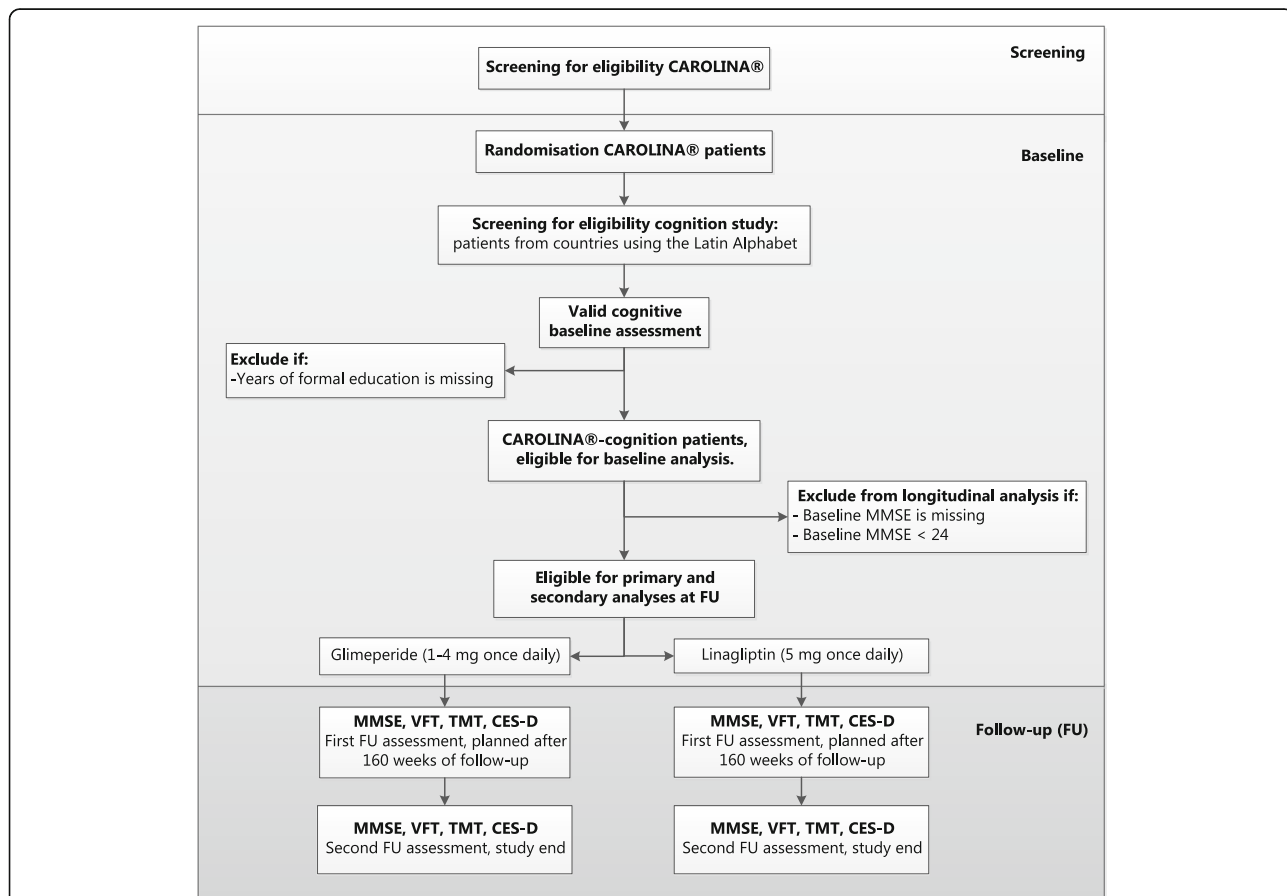 Screening
Screening for eligibility CAROLINA®
Randomisation CAROLINA® patients
Baseline
Screening for eligibility cognition study:
patients from countries using the Latin Alphabet
Valid cognitive
baseline assessment
Exclude if:
-Years of formal education is missing
CAROLINA®-cognition patients,
eligible for baseline analysis.
Exclude from longitudinal analysis if:
- Baseline MMSE is missing
- Baseline MMSE < 24
Eligible for primary and
secondary analyses at FU
Glimeperide (1-4 mg once daily)
Linagliptin (5 mg once daily)
Follow-up (FU)
MMSE, VFT, TMT, CES-D
First FU assessment, planned after
160 weeks of follow-up
MMSE, VFT, TMT, CES-D
First FU assessment, planned after
160 weeks of follow-up
MMSE, VFT, TMT, CES-D
Second FU assessment, study end
MMSE, VFT, TMT, CES-D
Second FU assessment, study end